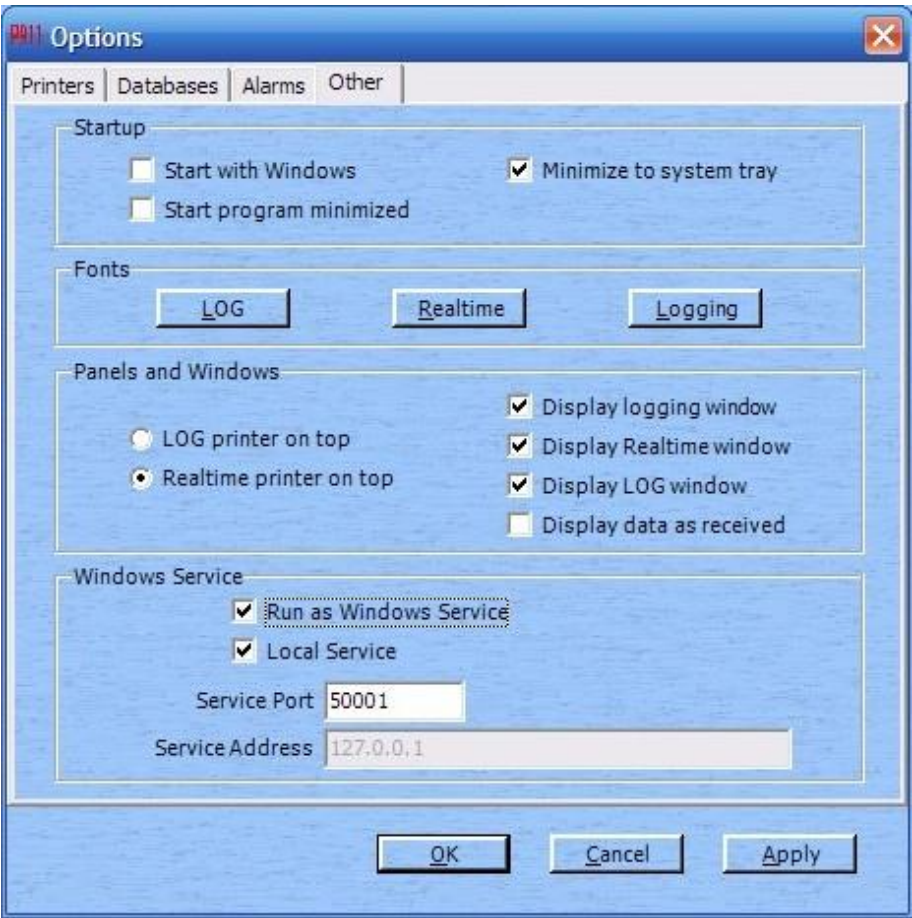 Options
Printers Databases Alarms Other
Startup
Start with Windows Minimize to system tray
Start program minimized
Fonts
LOG Realtime Logging
Panels and Windows
Display logging window
LOG printer on top
Display Realtime window
Realtime printer on top
Display LOG window
Display data as received
Windows Service
Run as Windows Service
Local Service
Service Port 50001
Service Address 127.0.0.1
OK Cancel Apply